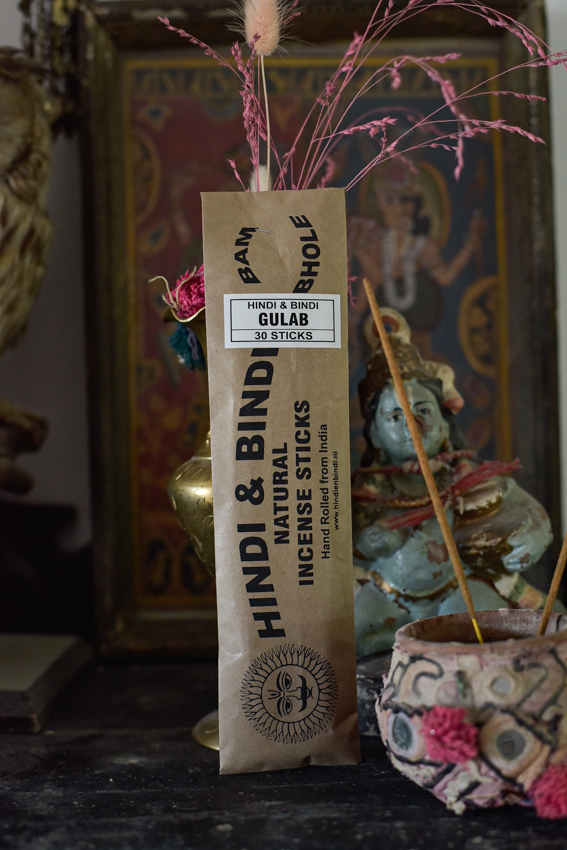 BAM
BHOLE
HINDI & BINDI
GULAB
30 STICKS
HINDI & BINDI
NATURAL
INCENSE STICKS
Hand Rolled from India
www.hindienbindi.nl